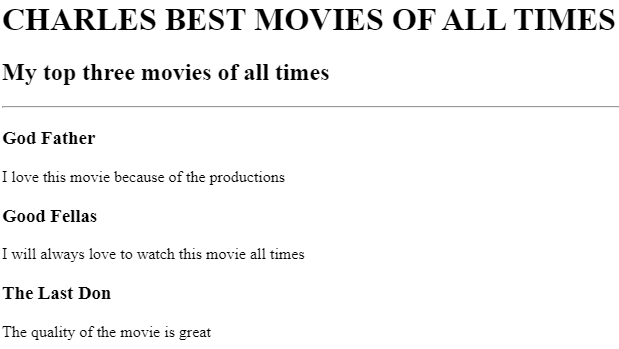 CHARLES BEST MOVIES OF ALL TIMES
My top three movies of all times
God Father
I love this movie because of the productions
Good Fellas
I will always love to watch this movie all times
The Last Don
The quality of the movie is great